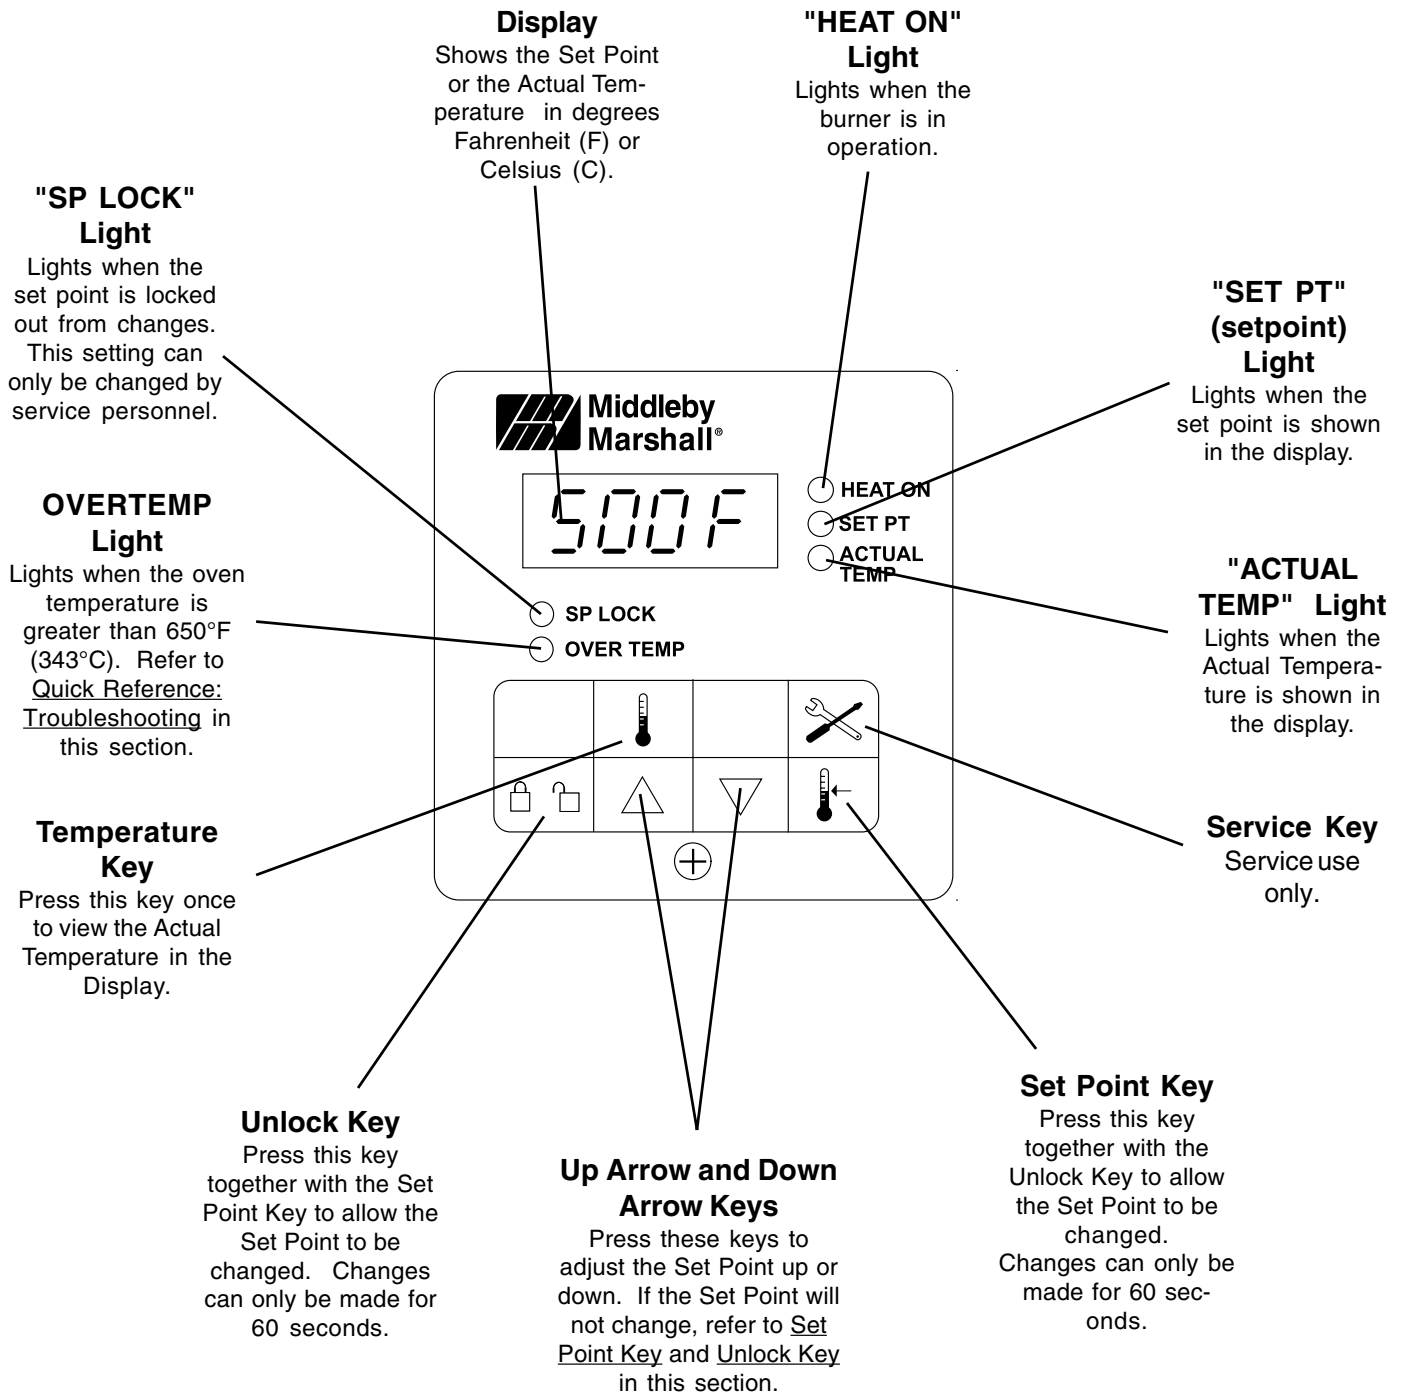 Display
Shows the Set Point
or the Actual Tem-
perature in degrees
Fahrenheit (F) or
Celsius (C).
"HEAT ON"
Light
Lights when the
burner is in
operation.
"SP LOCK"
Light
Lights when the
set point is locked
out from changes.
This setting can
only be changed by
service personnel.
"SET PT"
(setpoint)
Light
Lights when the
set point is shown
in the display.
OVERTEMP
Light
Lights when the oven
temperature is
greater than 650°F
(343°C). Refer to
Quick Reference:
Troubleshooting in
this section.
Middleby
Marshall®
500F
HEAT ON
SET PT
ACTUAL
TEMP
SP LOCK
OVER TEMP
"ACTUAL
TEMP" Light
Lights when the
Actual Tempera-
ture is shown in
the display.
Temperature
Key
Press this key once
to view the Actual
Temperature in the
Display.
Service Key
Service use
only.
Unlock Key
Press this key
together with the Set
Point Key to allow the
Set Point to be
changed. Changes
can only be made for
60 seconds.
Up Arrow and Down
Arrow Keys
Press these keys to
adjust the Set Point up or
down. If the Set Point will
not change, refer to Set
Point Key and Unlock Key
in this section.
Set Point Key
Press this key
together with the
Unlock Key to allow
the Set Point to be
changed.
Changes can only be
made for 60 sec-
onds.